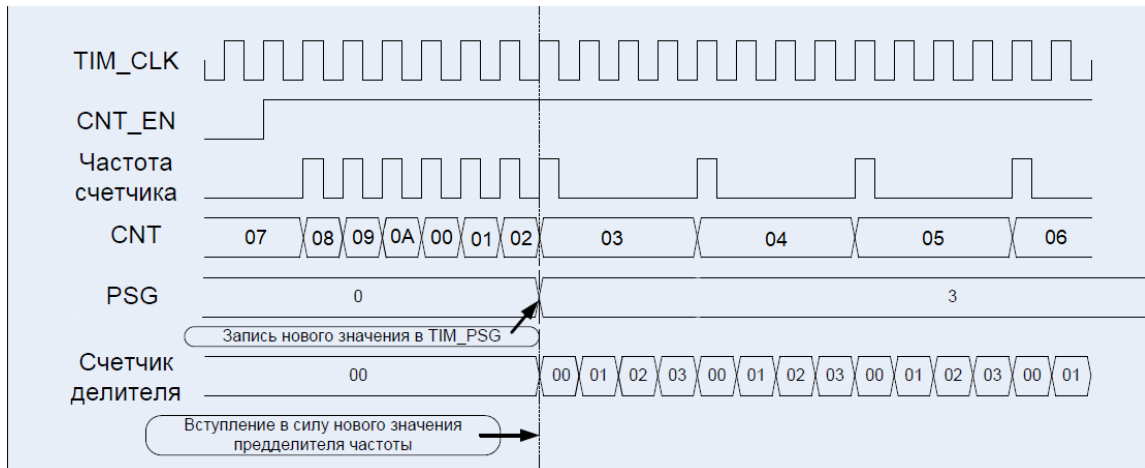 TIM_CLK
CNT_EN
Частота
счетчика
CNT
07 08 09 0A 00 01 02 03 04 05 06
PSG
0 3
Запись нового значения в TIM_PSG
Счетчик
делителя
00 00 01 02 03 00 01 02 03 00 01 02 03 00 01
Вступление в силу нового значения
предделителя частоты